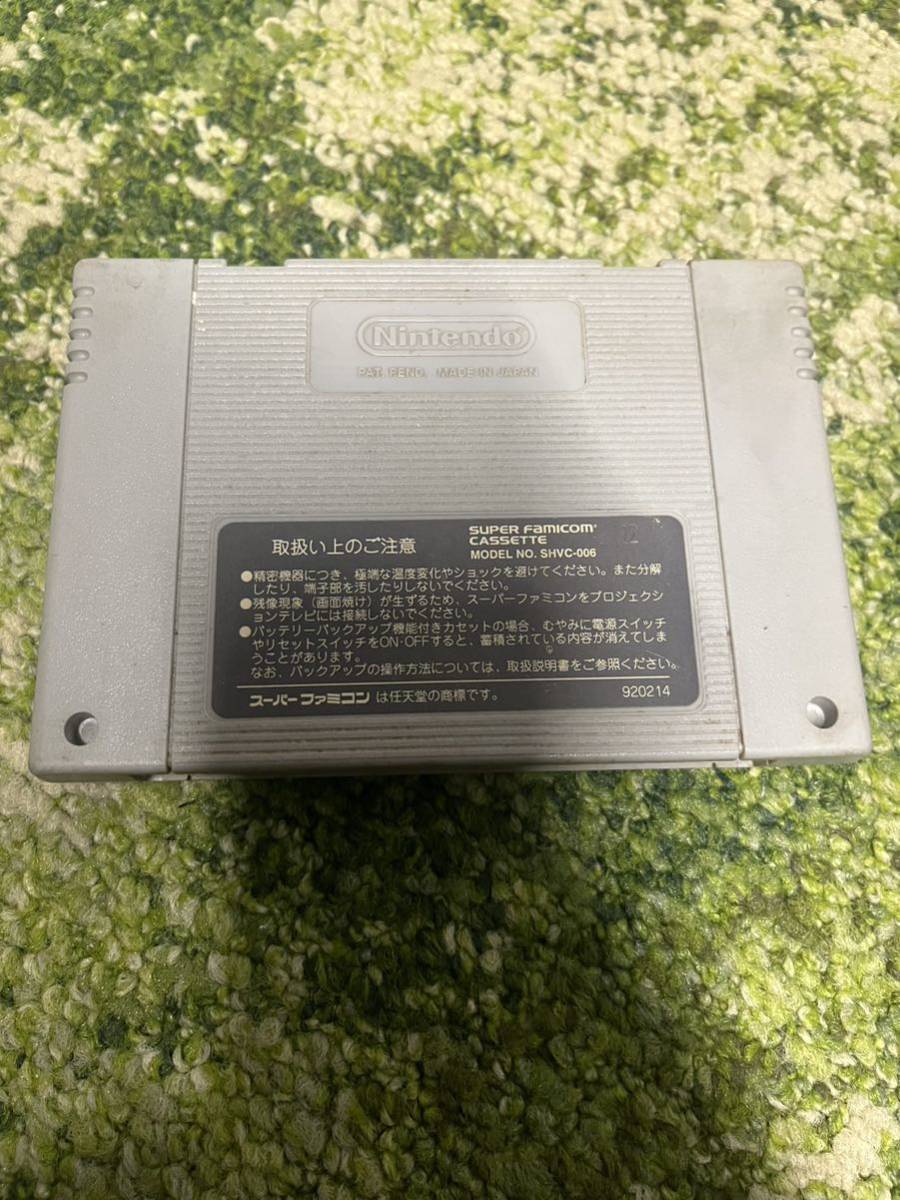 Nintendo
PAT. PEND. MADE IN JAPAN
取扱い上のご注意
SUPER FAMICOM
CASSETTE
MODEL NO. SHVC-006
●精密機器につき、極端な温度変化やショックを避けてください。また分解
したり、端子部を汚したりしないでください。
●残像現象（画面焼け）が生ずるため、スーパーファミコンをプロジェクシ
ョンテレビには接続しないでください。
●バッテリーバックアップ機能付きカセットの場合、むやみに電源スイッチ
やリセットスイッチをON・OFFすると、蓄積されている内容が消えてしま
うことがあります。
なお、バックアップの操作方法については、取扱説明書をご参照ください。
スーパーファミコン は任天堂の商標です。
920214